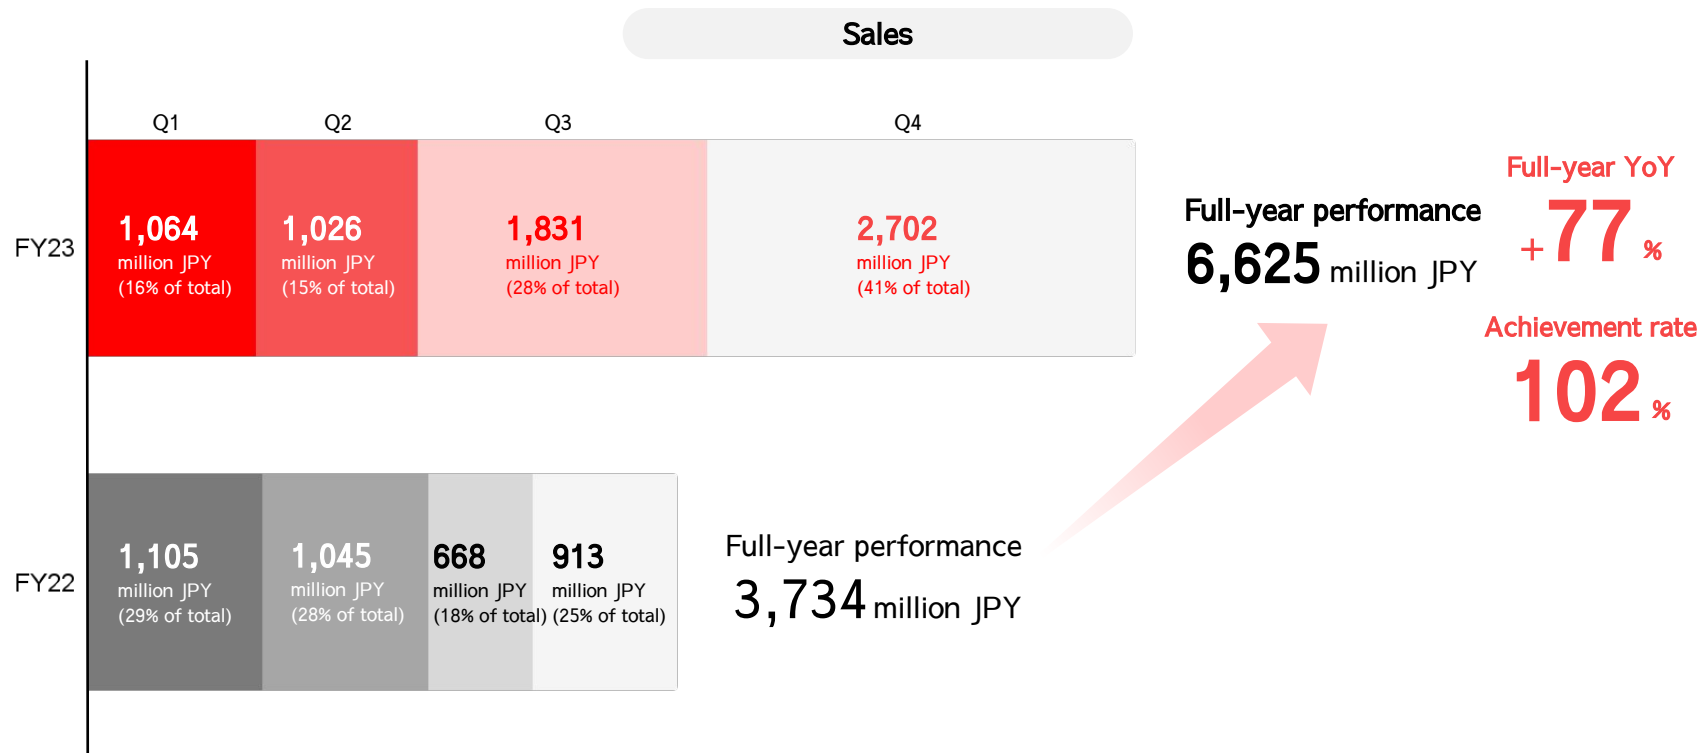 Sales
Q1
Q2
Q3
Q4
FY23
1,064
million JPY
(16% of total)
1,026
million JPY
(15% of total)
1,831
million JPY
(28% of total)
2,702
million JPY
(41% of total)
Full-year performance
6,625 million JPY
Full-year YoY
+77 %
Achievement rate
102 %
FY22
1,105
million JPY
(29% of total)
1,045
million JPY
(28% of total)
668
million JPY
(18% of total)
913
million JPY
(25% of total)
Full-year performance
3,734 million JPY